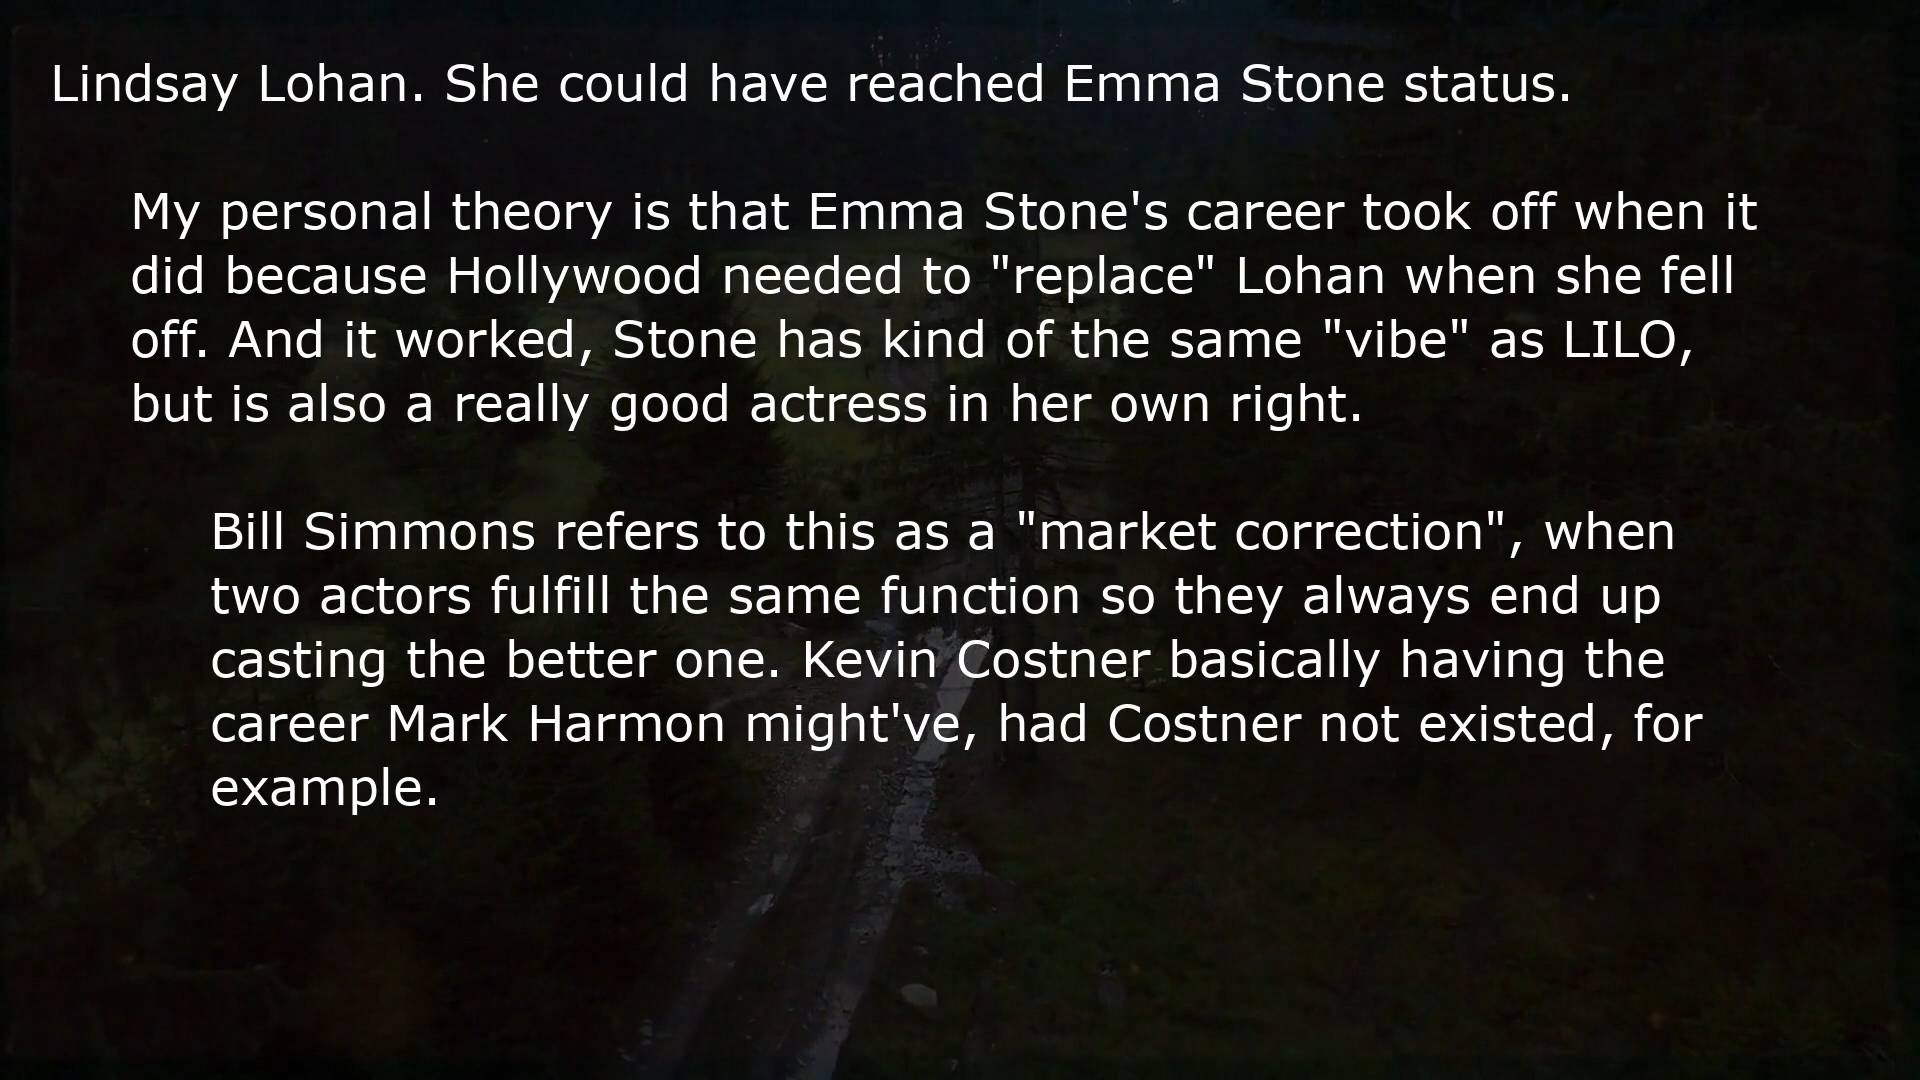 Lindsay Lohan. She could have reached Emma Stone status.
My personal theory is that Emma Stone's career took off when it
did because Hollywood needed to "replace" Lohan when she fell
off. And it worked, Stone has kind of the same "vibe" as LILO,
but is also a really good actress in her own right.
Bill Simmons refers to this as a "market correction", when
two actors fulfill the same function so they always end up
casting the better one. Kevin Costner basically having the
career Mark Harmon might've, had Costner not existed, for
example.